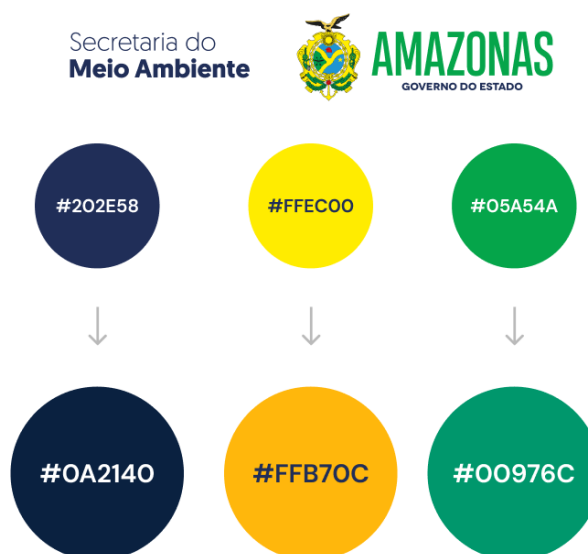 Secretaria do
Meio Ambiente
AMAZONAS
GOVERNO DO ESTADO
#202E58
#FFEC00
#05A54A
#0A2140
#FFB70C
#00976C